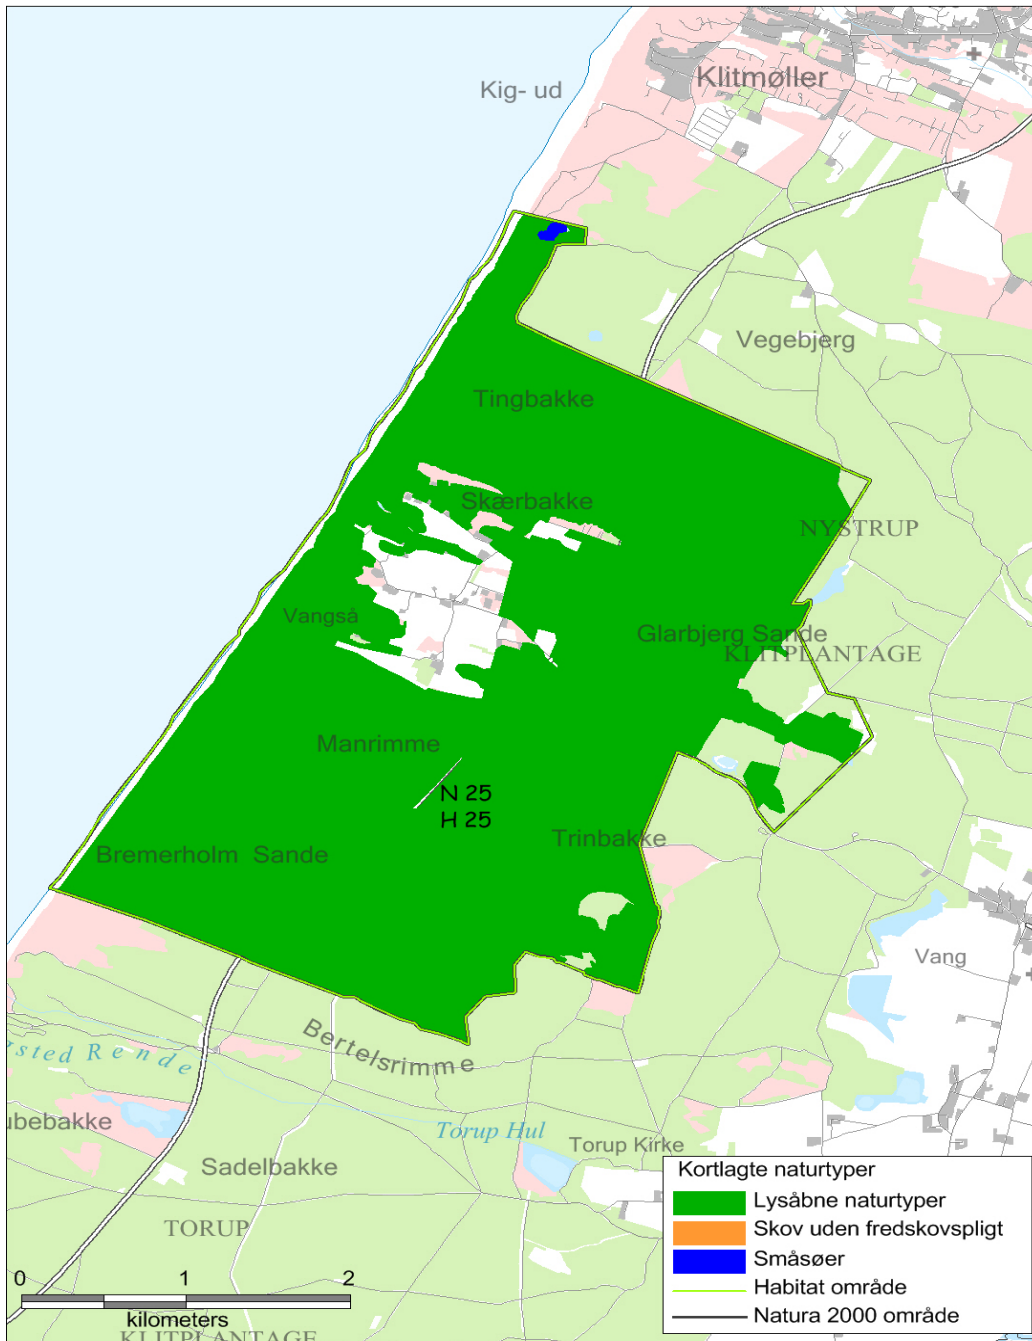 Kig- ud
Klitmøller
Vegebjerg
Tingbakke
Skærbakke
NYSTRUP
Vangså
Glarbjerg Sande
KLITPLANTAGE
Manrimme
N 25
H 25
Trinbakke
Bremerholm Sande
Vang
Bertelsrimme
gsted Rende
ubebakke
Torup Hul
Torup Kirke
Sadelbakke
TORUP
KLITPLANTAGE
0 1 2
kilometers
Kortlagte naturtyper
Lysåbne naturtyper
Skov uden fredskovspligt
Småsøer
Habitat område
Natura 2000 område